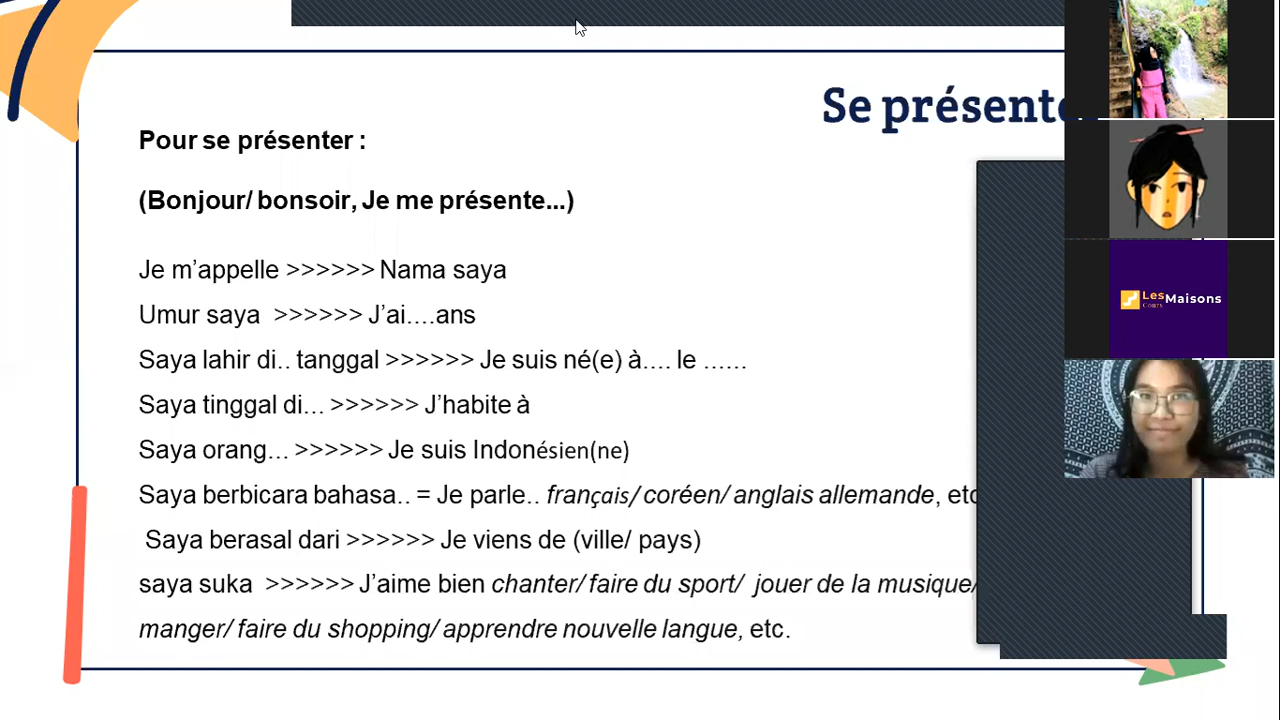 Se présente
Pour se présenter :
(Bonjour/ bonsoir, Je me présente...)
Je m’appelle >>>>>> Nama saya
Umur saya >>>>>> J’ai....ans
Saya lahir di.. tanggal >>>>>> Je suis né(e) à.... le ......
Saya tinggal di... >>>>>> J’habite à
Saya orang... >>>>>> Je suis Indonésien(ne)
Saya berbicara bahasa.. = Je parle.. français/ coréen/ anglais allemande, etc
Saya berasal dari >>>>>> Je viens de (ville/ pays)
saya suka >>>>>> J’aime bien chanter/ faire du sport/ jouer de la musique/
manger/ faire du shopping/ apprendre nouvelle langue, etc.
Les Maisons
Cours